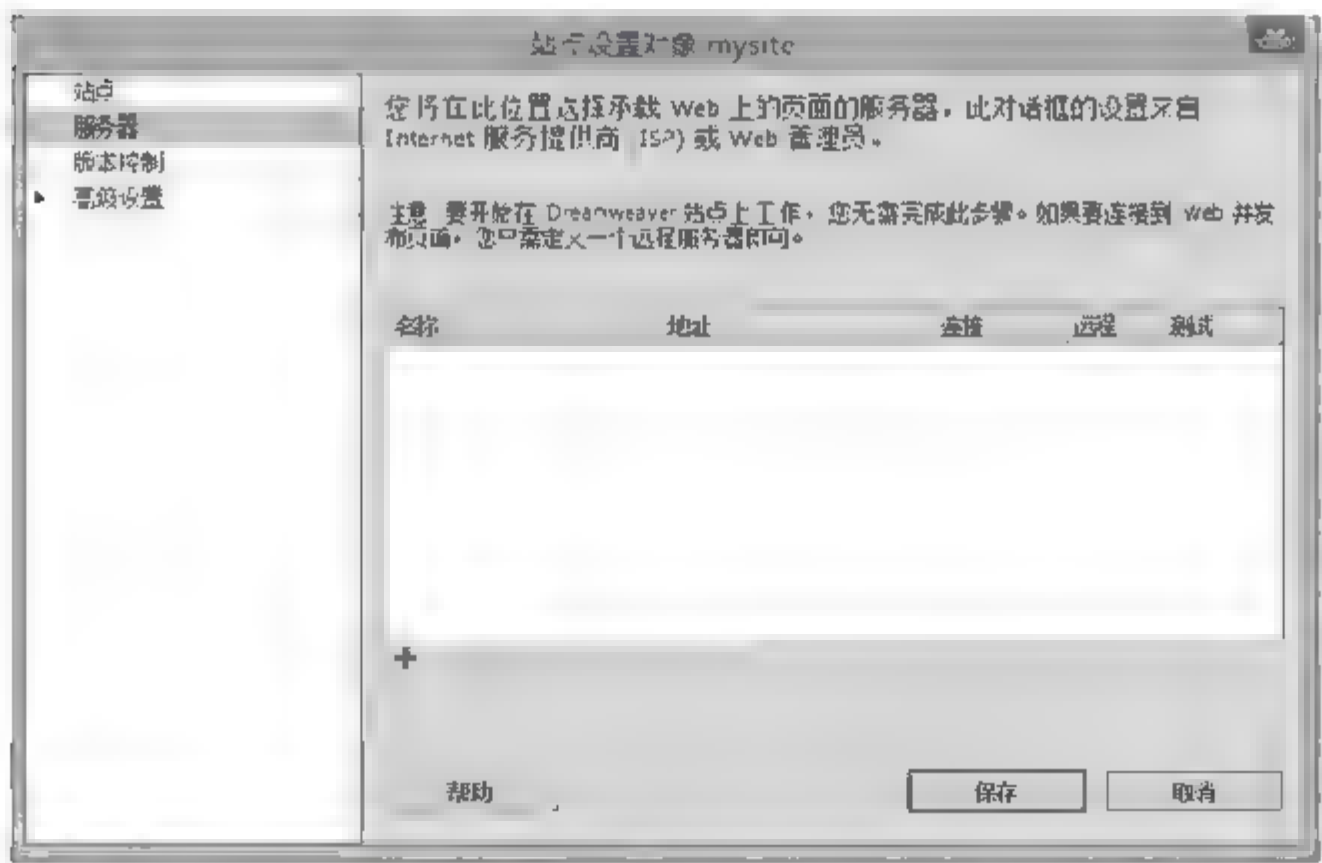 站点设置对象 mysite
站点
服务器
版本控制
高级设置
您将在此位置选择承载 Web 上的页面的服务器。此对话框的设置来自
Internet 服务提供商 ISP) 或 Web 管理员。
注意 要开始在 Dreamweaver 站点上工作，您无需完成此步骤。如果要连接到 Web 并发
布页面，您只需定义一个远程服务器即可。
名称 地址 连接 远程 测试
帮助 保存 取消